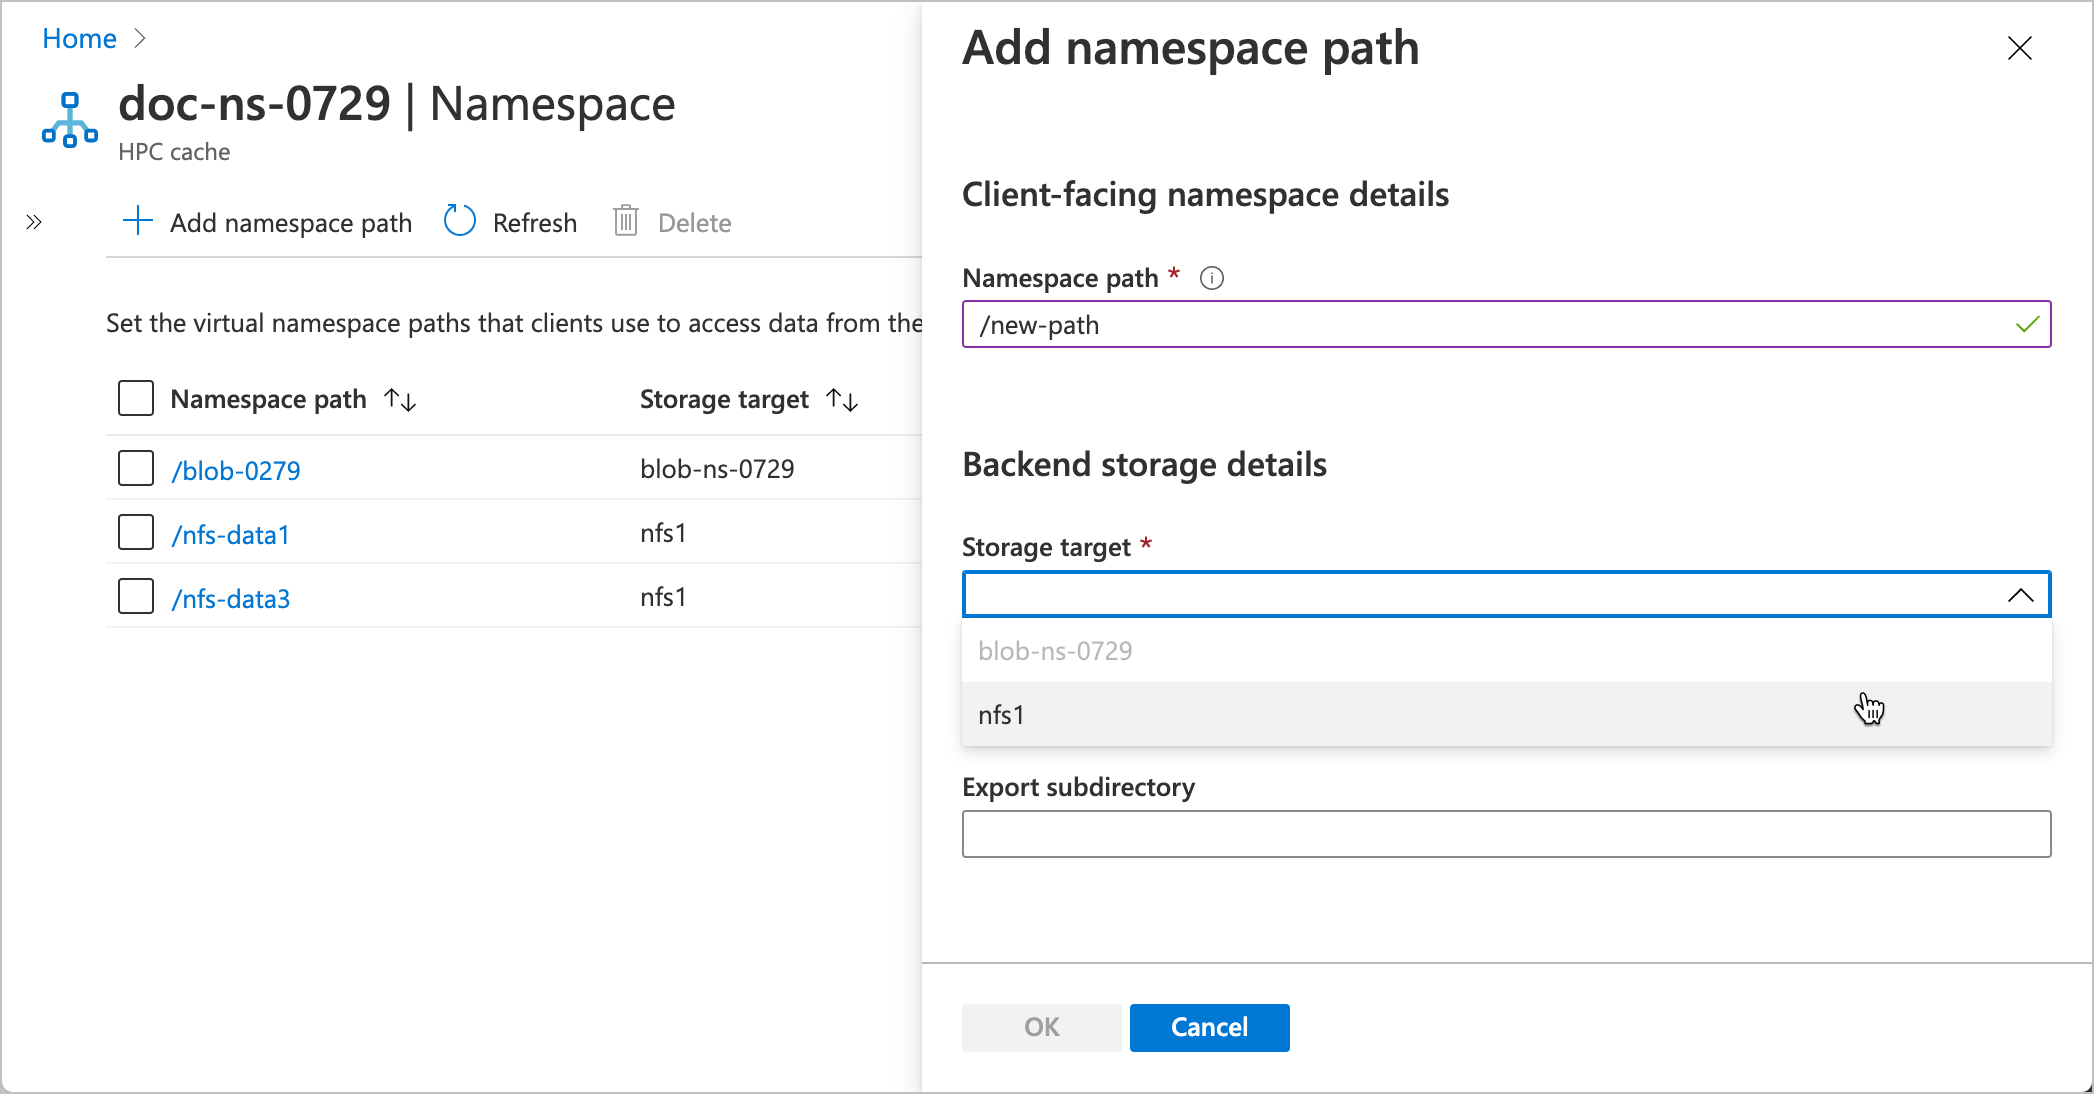 Home
doc-ns-0729 | Namespace
HPC cache
Add namespace path Refresh Delete
Set the virtual namespace paths that clients use to access data from the
Namespace path Storage target
/blob-0279 blob-ns-0729
/nfs-data1 nfs1
/nfs-data3 nfs1
Add namespace path
Client-facing namespace details
Namespace path *
/new-path
Backend storage details
Storage target *
blob-ns-0729
nfs1
Export subdirectory
OK Cancel